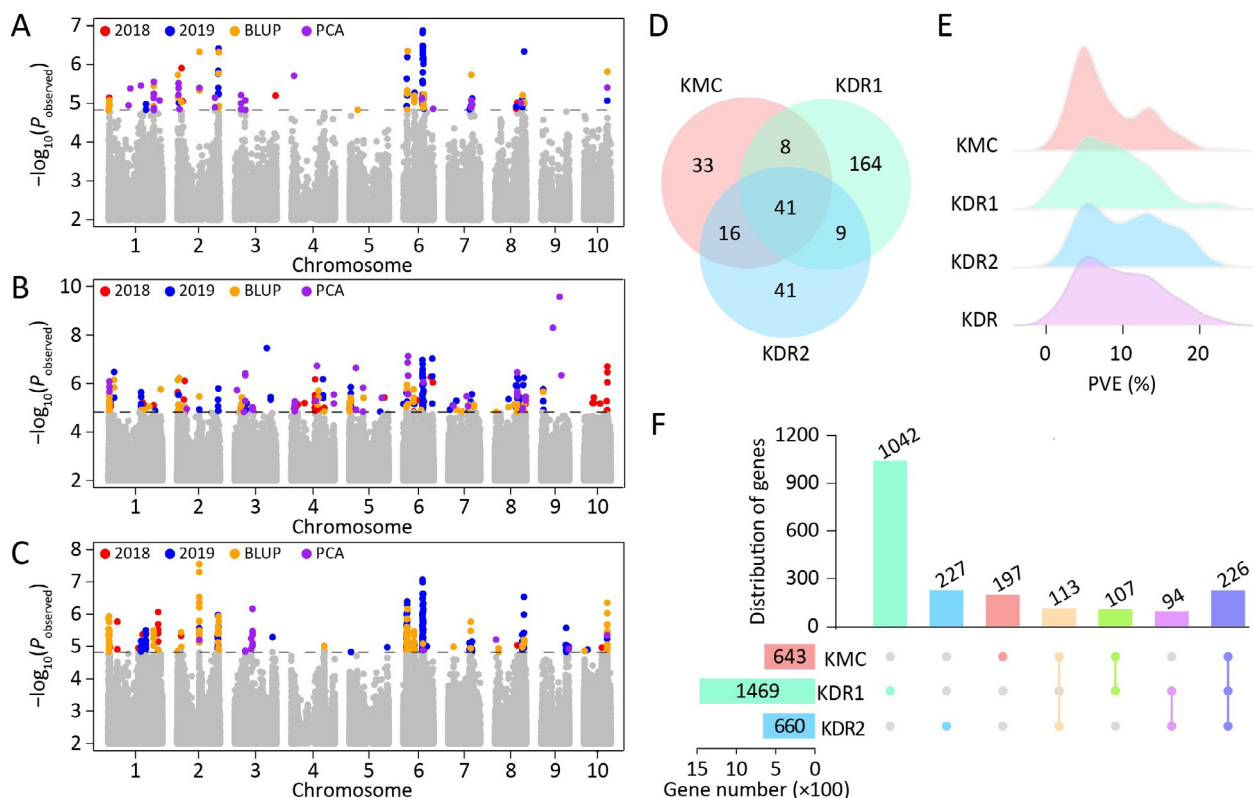 A
2018 2019 BLUP PCA
−log10(Pobserved)
7
6
5
4
3
2
1 2 3 4 5 6 7 8 9 10
Chromosome
B
2018 2019 BLUP PCA
−log10(Pobserved)
10
8
6
4
2
1 2 3 4 5 6 7 8 9 10
Chromosome
C
2018 2019 BLUP PCA
−log10(Pobserved)
8
7
6
5
4
3
2
1 2 3 4 5 6 7 8 9 10
Chromosome
D
KMC KDR1
33 8 164
41
16 9
41
KDR2
E
KMC
KDR1
KDR2
KDR
0 10 20
PVE (%)
F
Distribution of genes
1200
900
600
300
0
1042 227 197 113 107 94 226
643 KMC
1469 KDR1
660 KDR2
15 10 5 0
Gene number (×100)